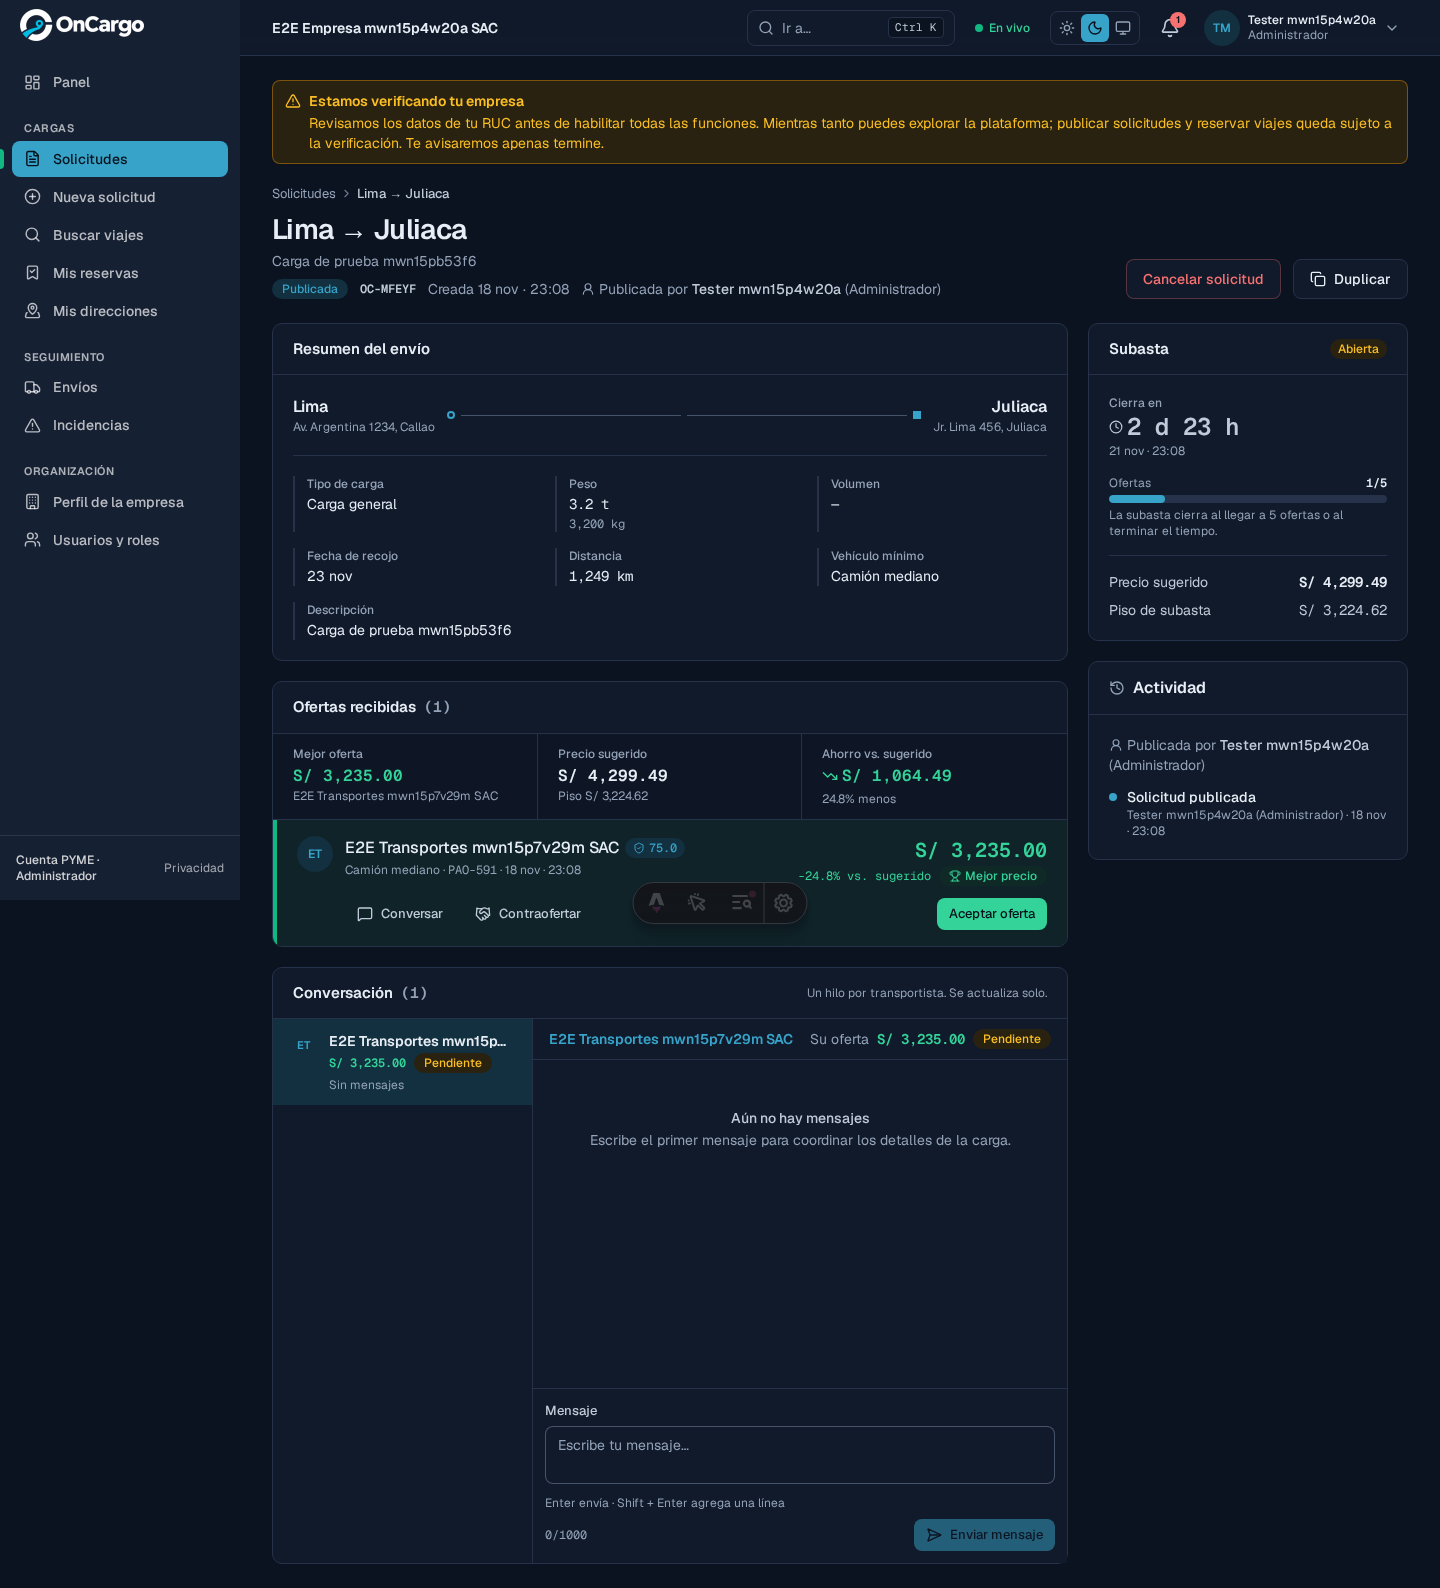 OnCargo
Panel
CARGAS
Solicitudes
Nueva solicitud
Buscar viajes
Mis reservas
Mis direcciones
SEGUIMIENTO
Envíos
Incidencias
ORGANIZACIÓN
Perfil de la empresa
Usuarios y roles
Cuenta PYME ·
Administrador
Privacidad
E2E Empresa mwn15p4w20a SAC
Ir a...
Ctrl K
En vivo
1
TM
Tester mwn15p4w20a
Administrador
Estamos verificando tu empresa
Revisamos los datos de tu RUC antes de habilitar todas las funciones. Mientras tanto puedes explorar la plataforma; publicar solicitudes y reservar viajes queda sujeto a
la verificación. Te avisaremos apenas termine.
Solicitudes > Lima → Juliaca
Lima → Juliaca
Carga de prueba mwn15pb53f6
Publicada OC-MFEYF Creada 18 nov · 23:08 Publicada por Tester mwn15p4w20a (Administrador)
Cancelar solicitud
Duplicar
Resumen del envío
Lima
Av. Argentina 1234, Callao
Juliaca
Jr. Lima 456, Juliaca
Tipo de carga
Carga general
Peso
3.2 t
3,200 kg
Volumen
—
Fecha de recojo
23 nov
Distancia
1,249 km
Vehículo mínimo
Camión mediano
Descripción
Carga de prueba mwn15pb53f6
Subasta
Abierta
Cierra en
2 d 23 h
21 nov · 23:08
Ofertas 1/5
La subasta cierra al llegar a 5 ofertas o al
terminar el tiempo.
Precio sugerido S/ 4,299.49
Piso de subasta S/ 3,224.62
Actividad
Publicada por Tester mwn15p4w20a
(Administrador)
Solicitud publicada
Tester mwn15p4w20a (Administrador) · 18 nov
· 23:08
Ofertas recibidas (1)
Mejor oferta
S/ 3,235.00
E2E Transportes mwn15p7v29m SAC
Precio sugerido
S/ 4,299.49
Piso S/ 3,224.62
Ahorro vs. sugerido
S/ 1,064.49
24.8% menos
ET
E2E Transportes mwn15p7v29m SAC 75.0
Camión mediano · PA0-591 · 18 nov · 23:08
S/ 3,235.00
-24.8% vs. sugerido Mejor precio
Conversar
Contraofertar
Aceptar oferta
Conversación (1)
Un hilo por transportista. Se actualiza solo.
ET
E2E Transportes mwn15p...
S/ 3,235.00 Pendiente
Sin mensajes
E2E Transportes mwn15p7v29m SAC Su oferta S/ 3,235.00 Pendiente
Aún no hay mensajes
Escribe el primer mensaje para coordinar los detalles de la carga.
Mensaje
Escribe tu mensaje...
Enter envía · Shift + Enter agrega una línea
0/1000
Enviar mensaje